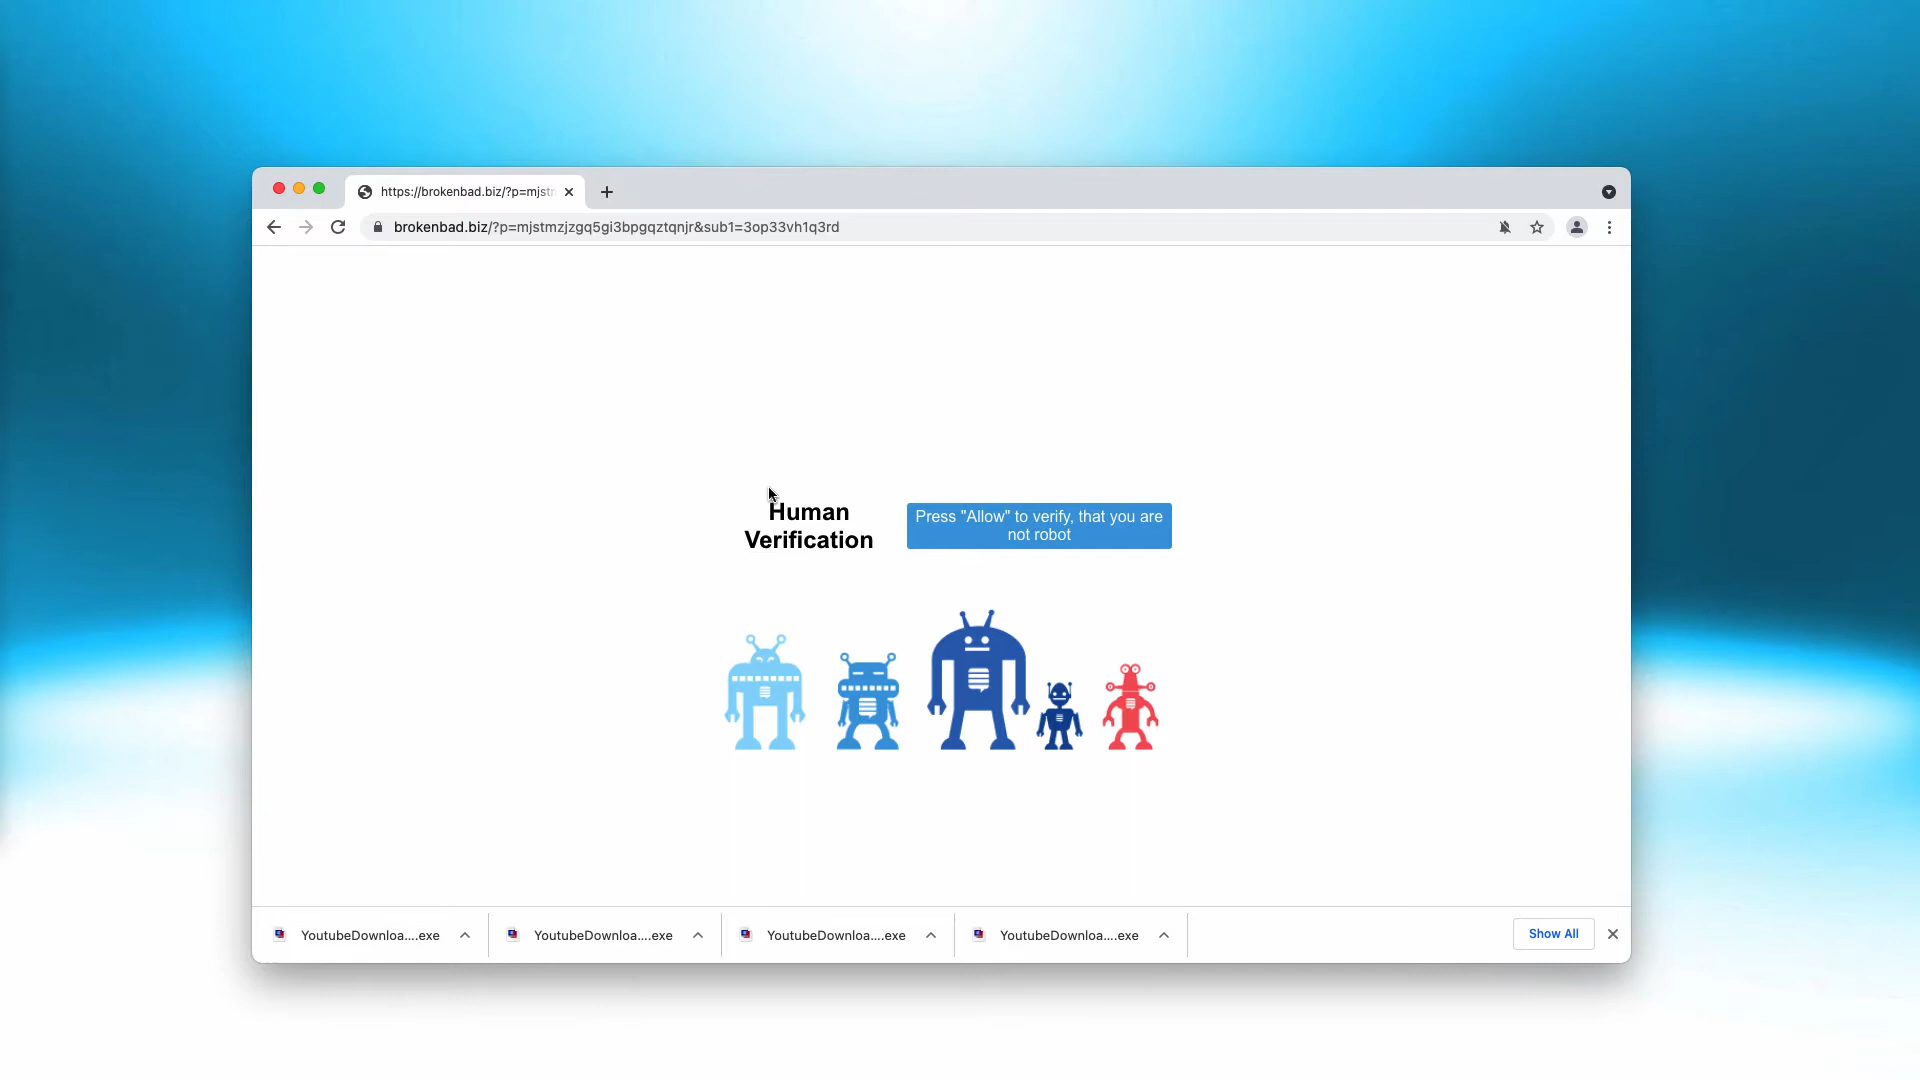 https://brokenbad.biz/?p=mjst
brokenbad.biz/?p=mjstmzjzgq5gi3bpgqztqnjr&sub1=3op33vh1q3rd
Human
Verification
Press "Allow" to verify, that you are
not robot
YoutubeDownloa....exe
YoutubeDownloa....exe
YoutubeDownloa....exe
YoutubeDownloa....exe
Show All